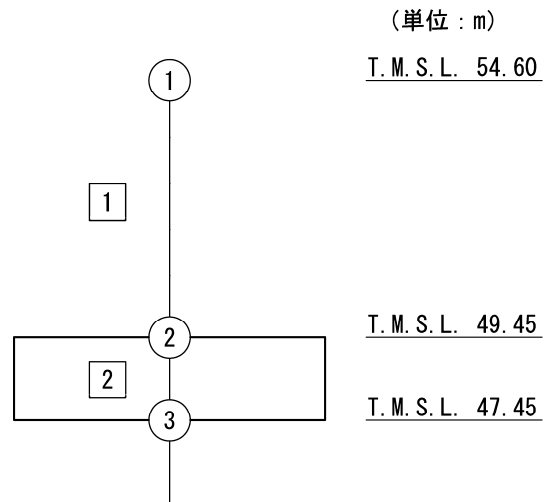 (単位：m)
① T.M.S.L. 54.60
1
② T.M.S.L. 49.45
2
③ T.M.S.L. 47.45